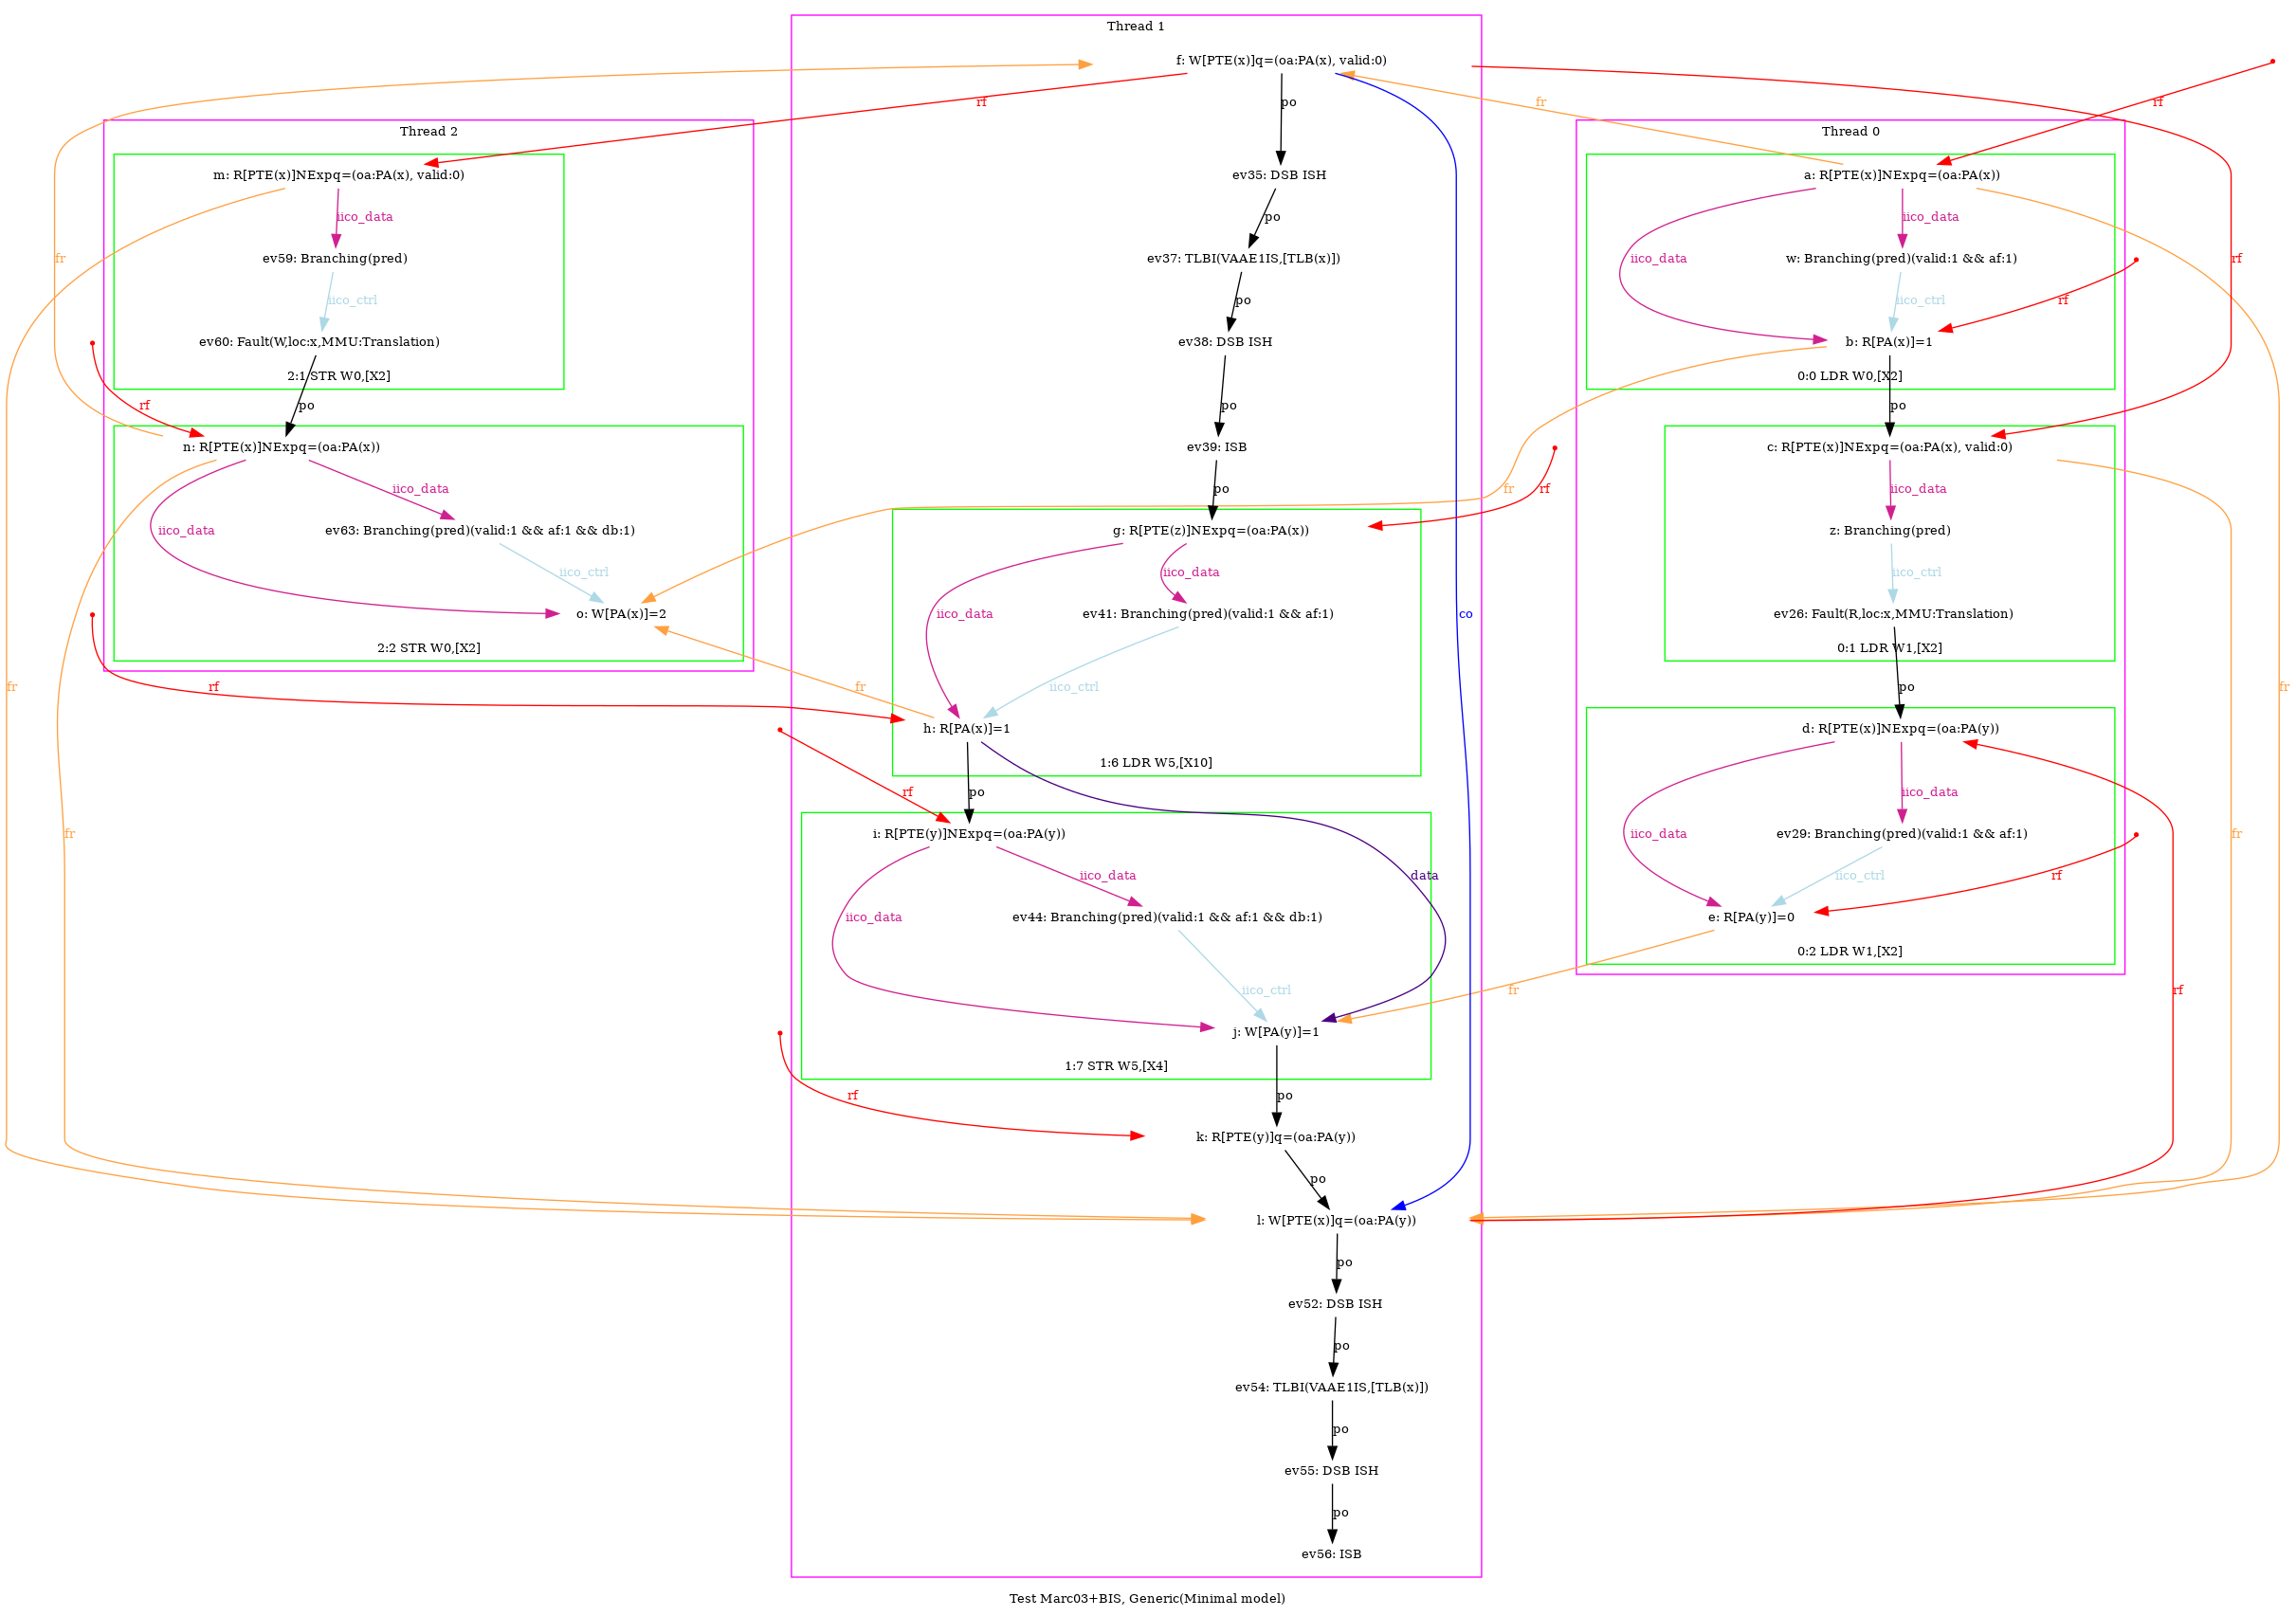 Thread 1
f: W[PTE(x)]q=(oa:PA(x), valid:0)
rf
po
fr
rf
Thread 2
Thread 0
m: R[PTE(x)]NExpq=(oa:PA(x), valid:0)
ev35: DSB ISH
a: R[PTE(x)]NExpq=(oa:PA(x))
iico_data
po
iico_data
fr
ev59: Branching(pred)
ev37: TLBI(VAAE1IS,[TLB(x)])
iico_data
w: Branching(pred)(valid:1 && af:1)
rf
iico_ctrl
po
iico_ctrl
rf
ev60: Fault(W,loc:x,MMU:Translation)
ev38: DSB ISH
b: R[PA(x)]=1
2:1 STR W0,[X2]
0:0 LDR W0,[X2]
rf
po
po
po
n: R[PTE(x)]NExpq=(oa:PA(x))
ev39: ISB
c: R[PTE(x)]NExpq=(oa:PA(x), valid:0)
iico_data
po
fr
rf
iico_data
iico_data
ev63: Branching(pred)(valid:1 && af:1 && db:1)
g: R[PTE(z)]NExpq=(oa:PA(x))
z: Branching(pred)
iico_ctrl
iico_data
iico_ctrl
o: W[PA(x)]=2
iico_data
ev41: Branching(pred)(valid:1 && af:1)
co
ev26: Fault(R,loc:x,MMU:Translation)
2:2 STR W0,[X2]
0:1 LDR W1,[X2]
fr
rf
fr
iico_ctrl
po
fr
h: R[PA(x)]=1
d: R[PTE(x)]NExpq=(oa:PA(y))
1:6 LDR W5,[X10]
rf
po
iico_data
fr
i: R[PTE(y)]NExpq=(oa:PA(y))
iico_data
ev29: Branching(pred)(valid:1 && af:1)
fr
iico_data
data
iico_ctrl
rf
iico_data
ev44: Branching(pred)(valid:1 && af:1 && db:1)
e: R[PA(y)]=0
0:2 LDR W1,[X2]
iico_ctrl
fr
rf
j: W[PA(y)]=1
1:7 STR W5,[X4]
rf
po
k: R[PTE(y)]q=(oa:PA(y))
po
l: W[PTE(x)]q=(oa:PA(y))
po
ev52: DSB ISH
po
ev54: TLBI(VAAE1IS,[TLB(x)])
po
ev55: DSB ISH
po
ev56: ISB
Test Marc03+BIS, Generic(Minimal model)